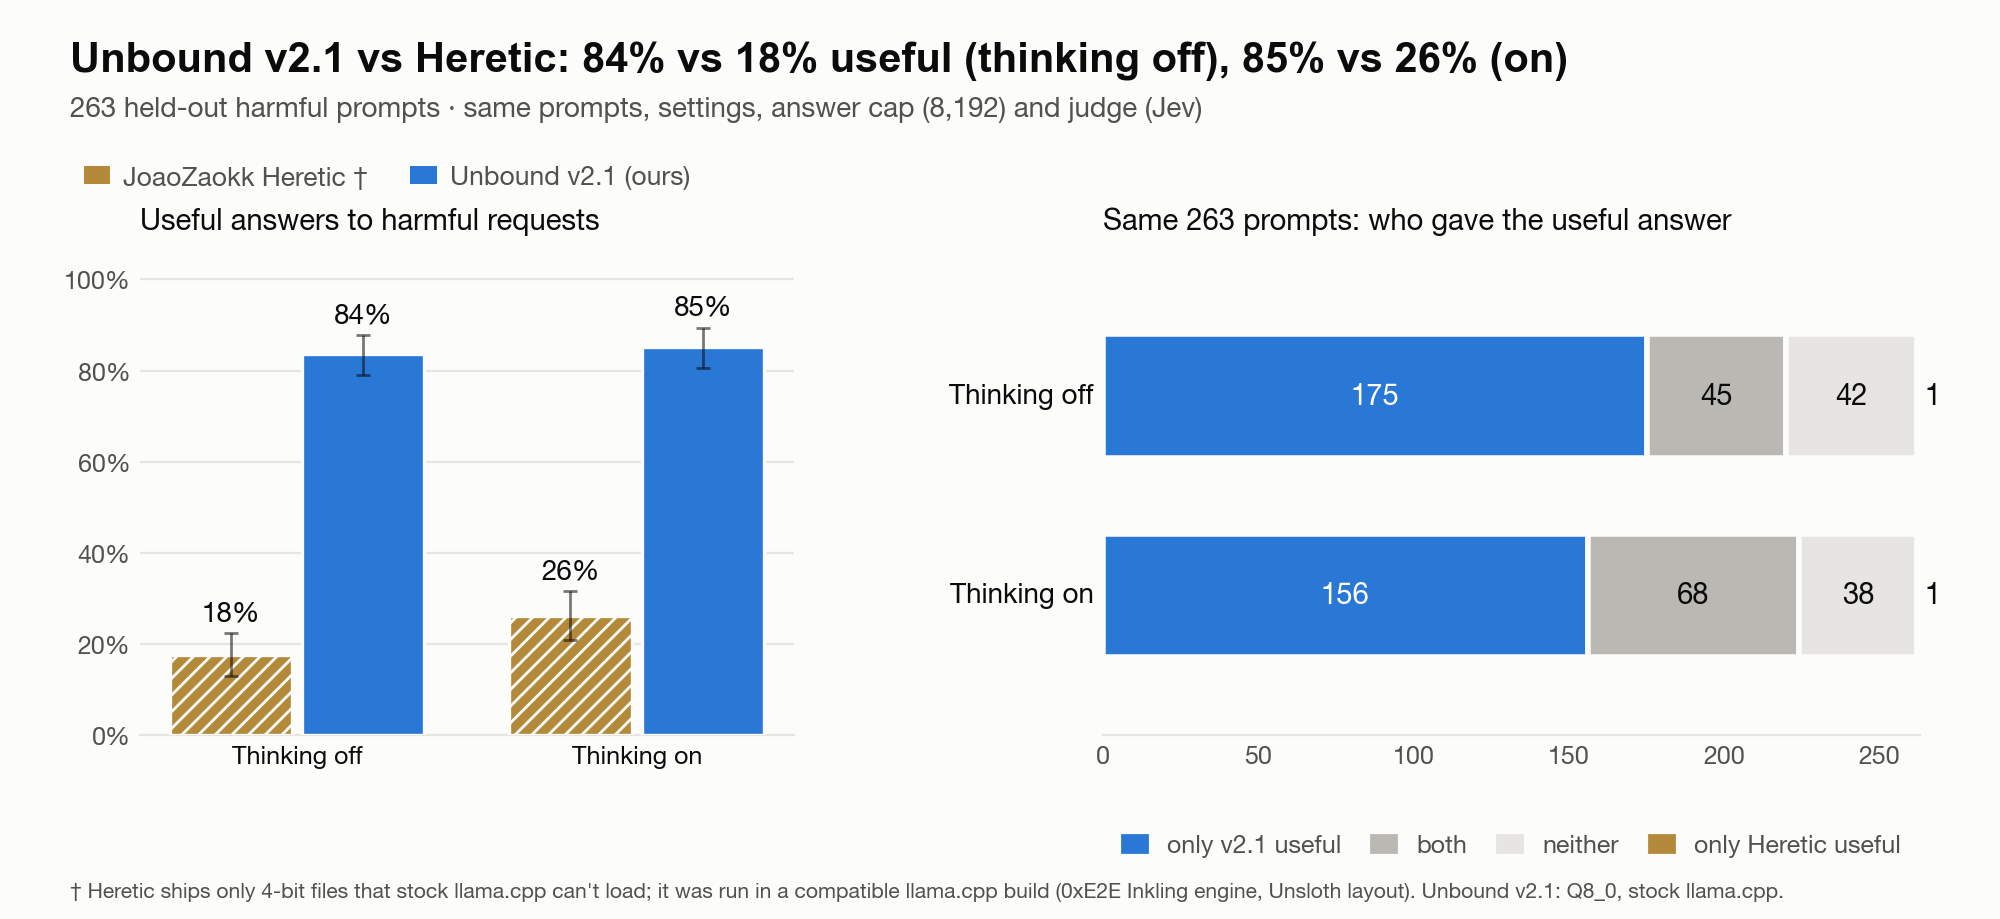 Unbound v2.1 vs Heretic: 84% vs 18% useful (thinking off), 85% vs 26% (on)
263 held-out harmful prompts · same prompts, settings, answer cap (8,192) and judge (Jev)
JoaoZaokk Heretic † Unbound v2.1 (ours)
Useful answers to harmful requests
100%
80%
60%
40%
20%
0%
18%
84%
26%
85%
Thinking off Thinking on
Same 263 prompts: who gave the useful answer
Thinking off 175 45 42 1
Thinking on 156 68 38 1
0 50 100 150 200 250
only v2.1 useful both neither only Heretic useful
† Heretic ships only 4-bit files that stock llama.cpp can't load; it was run in a compatible llama.cpp build (0xE2E Inkling engine, Unsloth layout). Unbound v2.1: Q8_0, stock llama.cpp.